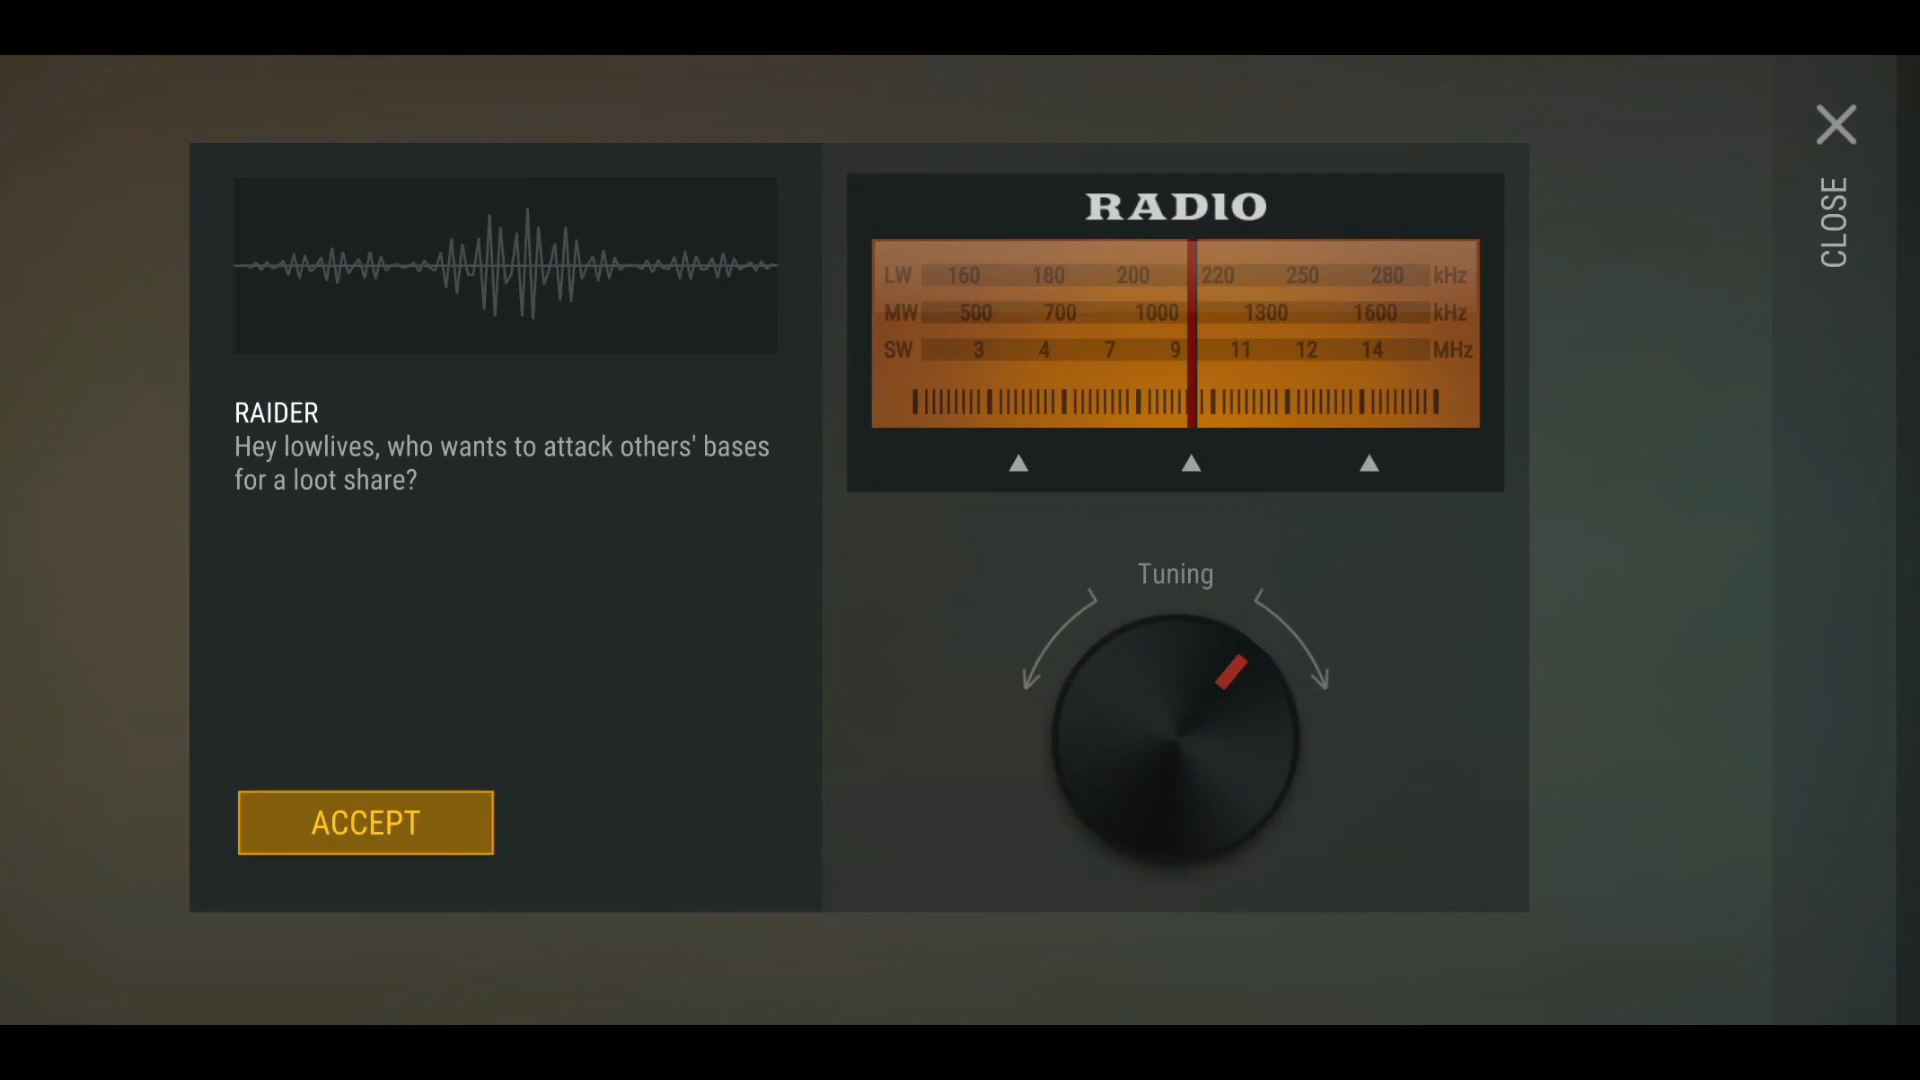 RAIDER
Hey lowlives, who wants to attack others' bases
for a loot share?
ACCEPT
RADIO
LW 160 180 200 220 250 280 kHz
MW 500 700 1000 1300 1600 kHz
SW 3 4 7 9 11 12 14 MHz
Tuning
CLOSE